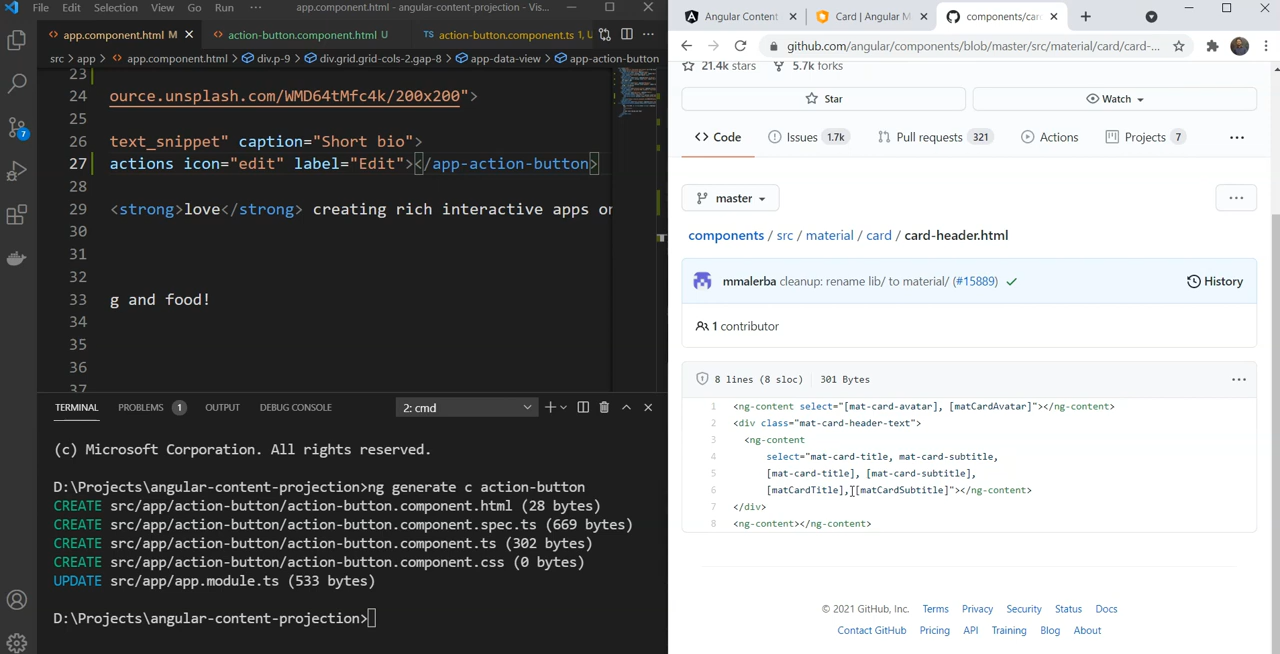 File Edit Selection View Go Run ··· app.component.html - angular-content-projection - Vis...
app.component.html M action-button.component.html U TS action-button.component.ts 1, U
src > app > app.component.html > div.p-9 > div.grid.grid-cols-2.gap-8 > app-data-view > app-action-button
23
24 ource.unsplash.com/WMD64tMfc4k/200x200">
25
26 text_snippet" caption="Short bio">
27 actions icon="edit" label="Edit"></app-action-button>
28
29 <strong>love</strong> creating rich interactive apps or
30
31
32
33 g and food!
34
35
36
37
7
TERMINAL PROBLEMS 1 OUTPUT DEBUG CONSOLE 2: cmd
(c) Microsoft Corporation. All rights reserved.
D:\Projects\angular-content-projection>ng generate c action-button
CREATE src/app/action-button/action-button.component.html (28 bytes)
CREATE src/app/action-button/action-button.component.spec.ts (669 bytes)
CREATE src/app/action-button/action-button.component.ts (302 bytes)
CREATE src/app/action-button/action-button.component.css (0 bytes)
UPDATE src/app/app.module.ts (533 bytes)
D:\Projects\angular-content-projection>
Angular Content Card | Angular M components/car
github.com/angular/components/blob/master/src/material/card/card-...
21.4k stars 5.7k forks
Star Watch
Code Issues 1.7k Pull requests 321 Actions Projects 7 ···
master ···
components / src / material / card / card-header.html
mmalerba cleanup: rename lib/ to material/ (#15889) History
1 contributor
8 lines (8 sloc) 301 Bytes ···
1 <ng-content select="[mat-card-avatar], [matCardAvatar]"></ng-content>
2 <div class="mat-card-header-text">
3 <ng-content
4 select="mat-card-title, mat-card-subtitle,
5 [mat-card-title], [mat-card-subtitle],
6 [matCardTitle], [matCardSubtitle]"></ng-content>
7 </div>
8 <ng-content></ng-content>
© 2021 GitHub, Inc. Terms Privacy Security Status Docs
Contact GitHub Pricing API Training Blog About